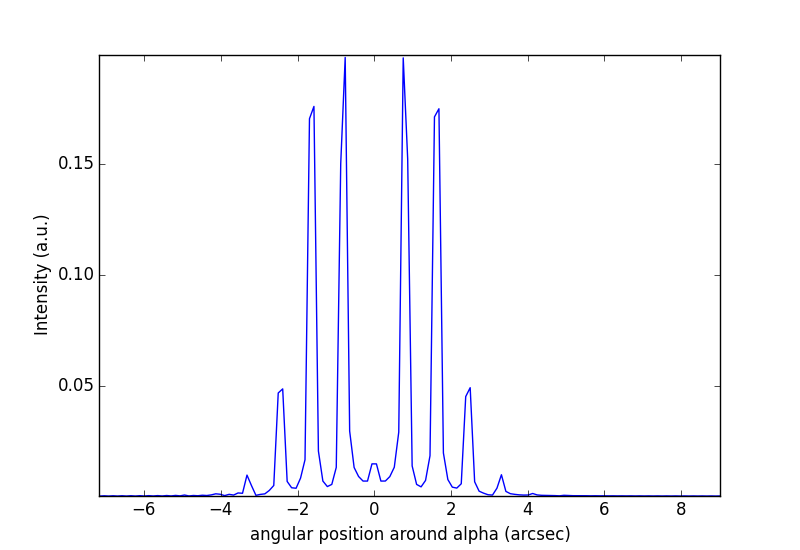 Intensity (a.u.)
0.15
0.10
0.05
−6 −4 −2 0 2 4 6 8
angular position around alpha (arcsec)